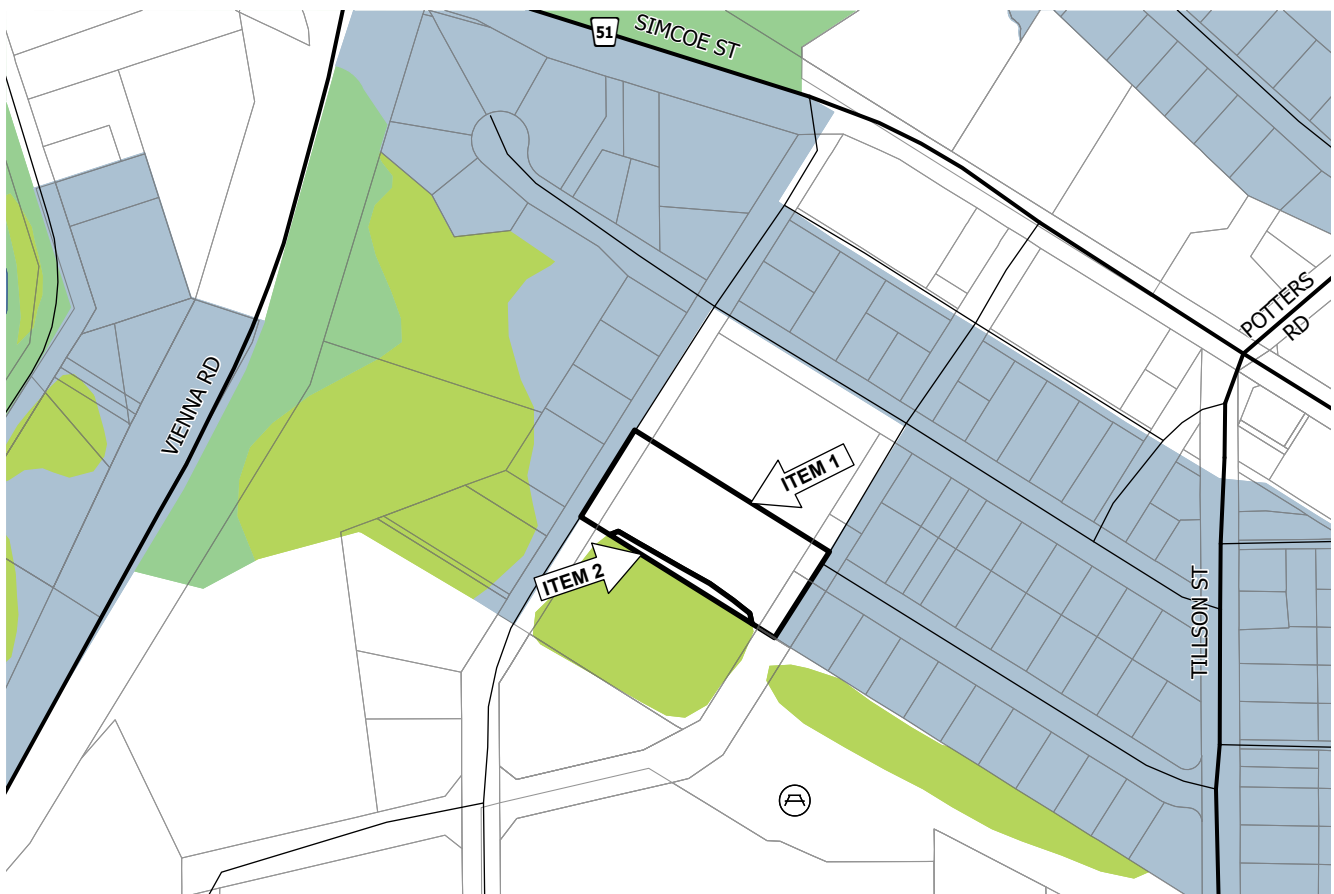 51
SIMCOE ST
POTTERS
RD
VIENNA RD
ITEM 1
ITEM 2
TILLSON ST